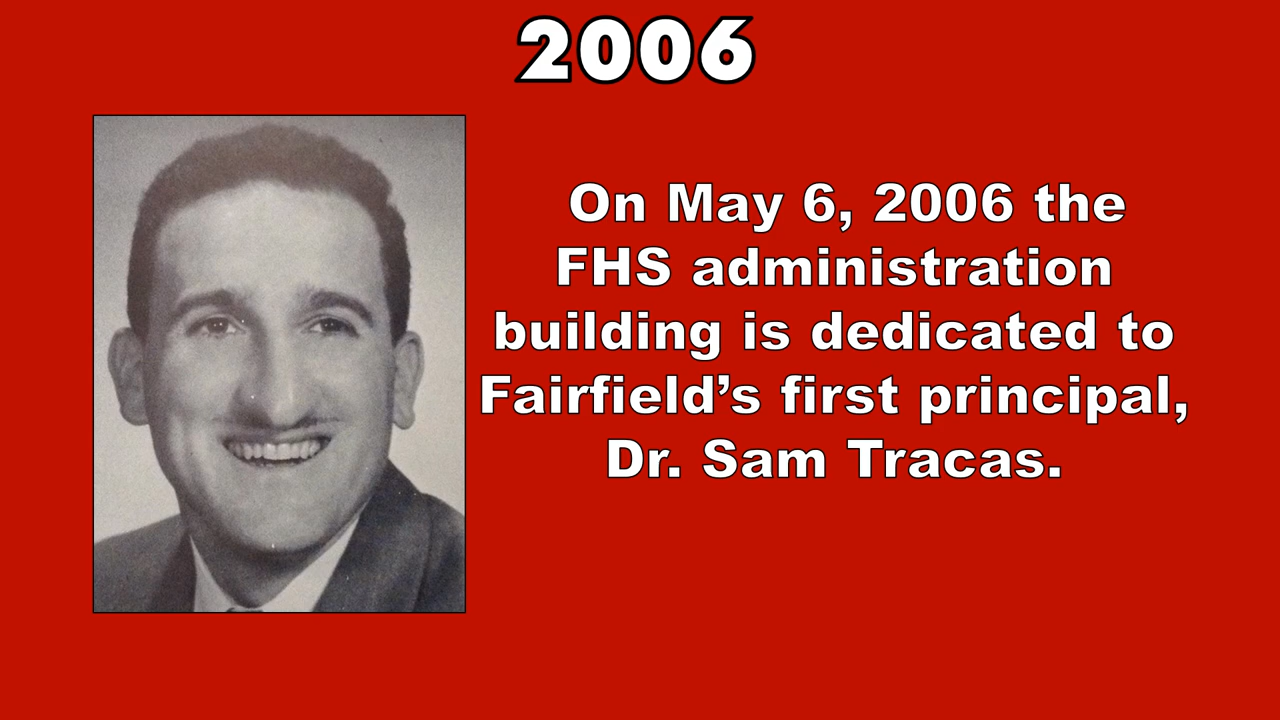 2006
On May 6, 2006 the
FHS administration
building is dedicated to
Fairfield’s first principal,
Dr. Sam Tracas.